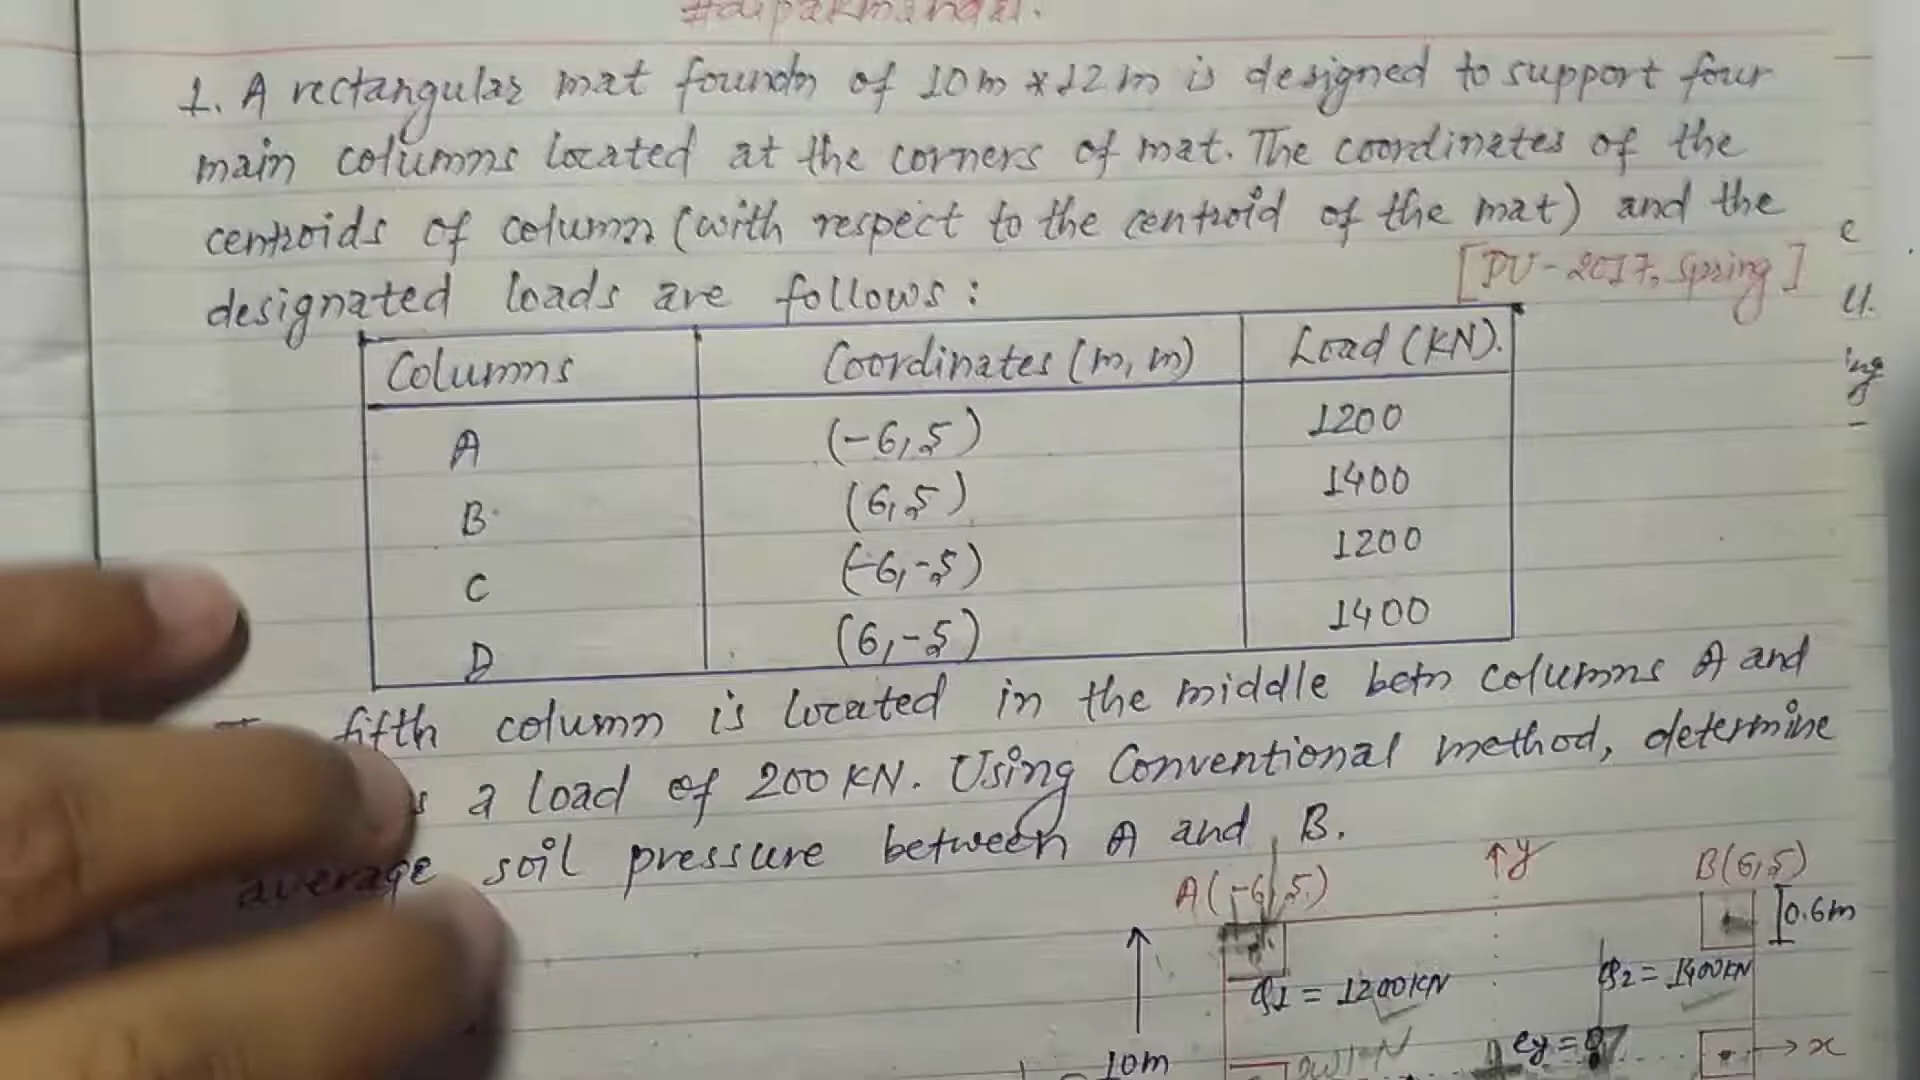 #dipakmandal.
1. A rectangular mat foundn of 10m *12m is designed to support four
main columns located at the corners of mat. The coordinates of the
centroids of column (with respect to the centroid of the mat) and the
designated loads are follows:
[PU-2017, Spring]
Columns Coordinates (m, m) Load (KN).
A (-6,5) 1200
B (6,5) 1400
C (-6,-5) 1200
D (6,-5) 1400
fifth column is located in the middle betn columns A and
a load of 200 KN. Using Conventional method, determine
average soil pressure between A and B.
A(-6,5) ↑y B(6,5)
0.6m
Q1 = 1200KN Q2 = 1400KN
10m ey = → x
e
u.
ing